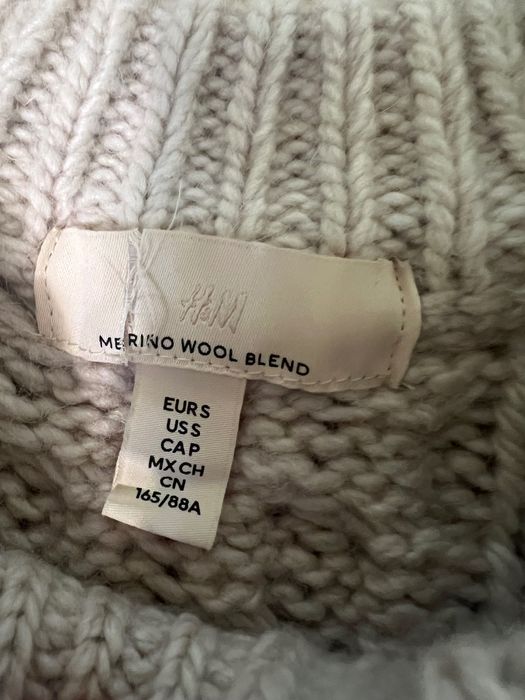 H&M
MERINO WOOL BLEND
EUR S
US S
CA P
MX CH
CN
165/88A